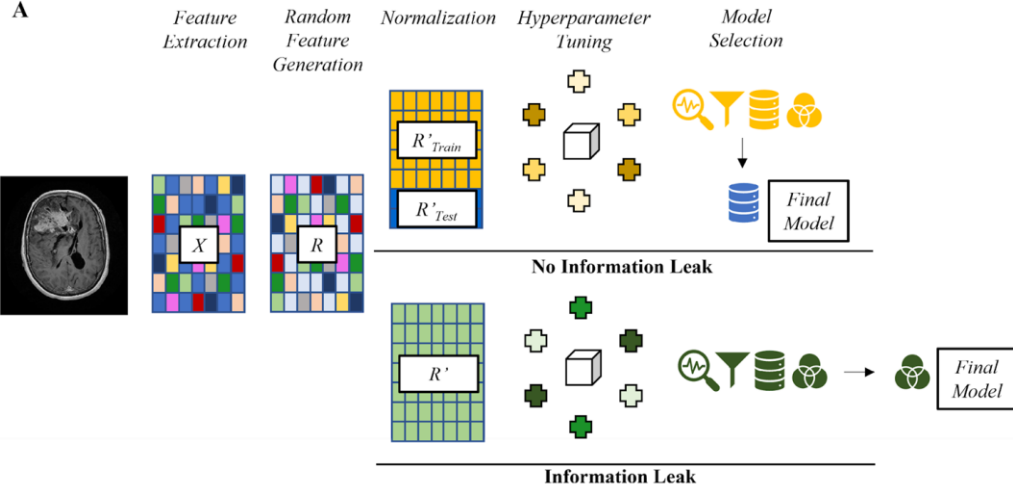 A
Feature
Extraction
Random
Feature
Generation
Normalization
Hyperparameter
Tuning
Model
Selection
R'Train
R'Test
Final
Model
X
R
No Information Leak
R'
Final
Model
Information Leak